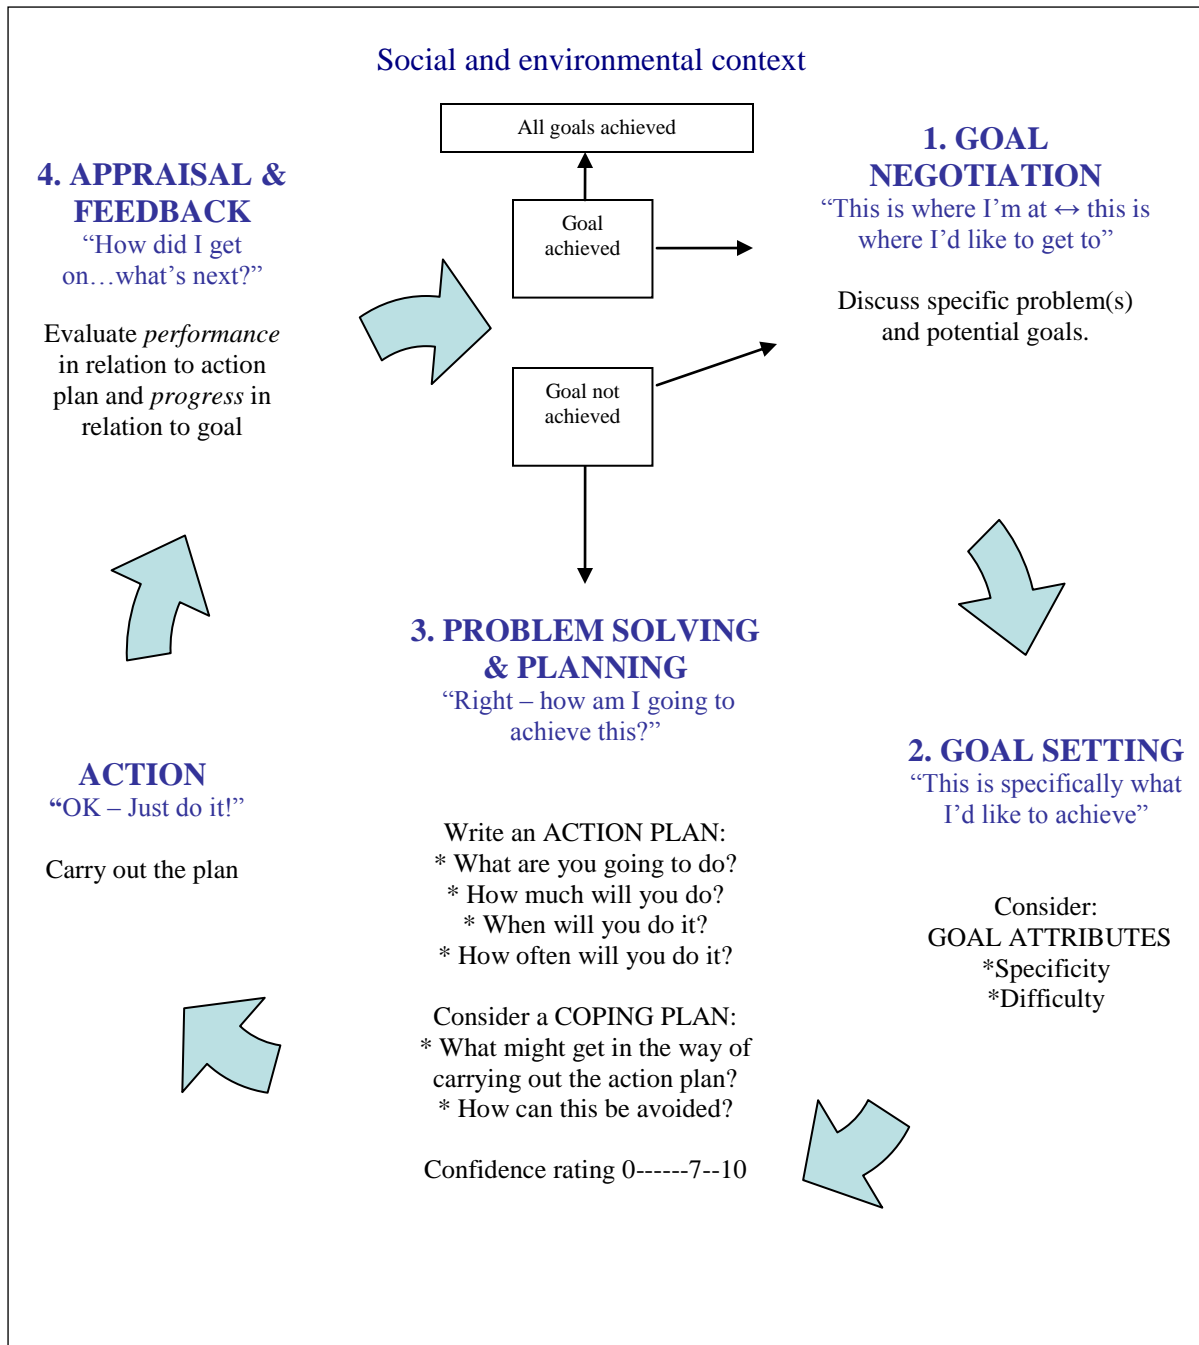 Social and environmental context
All goals achieved
Goal
achieved
Goal not
achieved
1. GOAL
NEGOTIATION
“This is where I’m at ↔ this is
where I’d like to get to”
Discuss specific problem(s)
and potential goals.
2. GOAL SETTING
“This is specifically what
I’d like to achieve”
Consider:
GOAL ATTRIBUTES
*Specificity
*Difficulty
3. PROBLEM SOLVING
& PLANNING
“Right – how am I going to
achieve this?”
Write an ACTION PLAN:
* What are you going to do?
* How much will you do?
* When will you do it?
* How often will you do it?
Consider a COPING PLAN:
* What might get in the way of
carrying out the action plan?
* How can this be avoided?
Confidence rating 0------7--10
ACTION
“OK – Just do it!”
Carry out the plan
4. APPRAISAL &
FEEDBACK
“How did I get
on…what’s next?”
Evaluate performance
in relation to action
plan and progress in
relation to goal